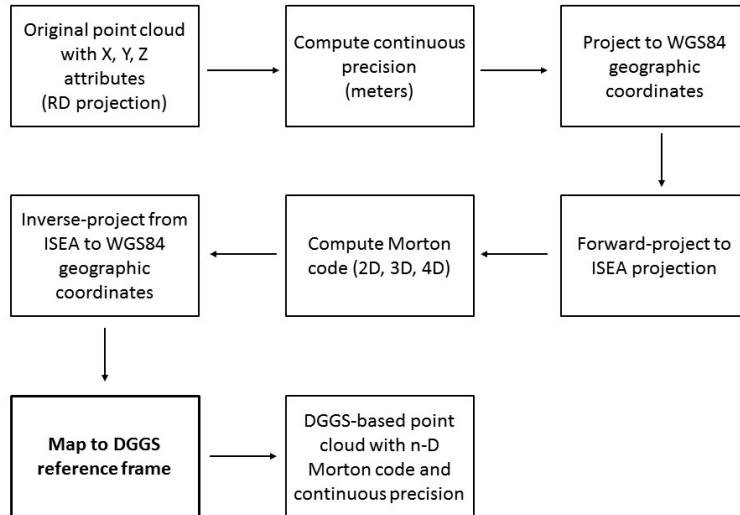 Original point cloud
with X, Y, Z
attributes
(RD projection)
Compute continuous
precision
(meters)
Project to WGS84
geographic
coordinates
Forward-project to
ISEA projection
Compute Morton
code (2D, 3D, 4D)
Inverse-project from
ISEA to WGS84
geographic
coordinates
Map to DGGS
reference frame
DGGS-based point
cloud with n-D
Morton code and
continuous precision